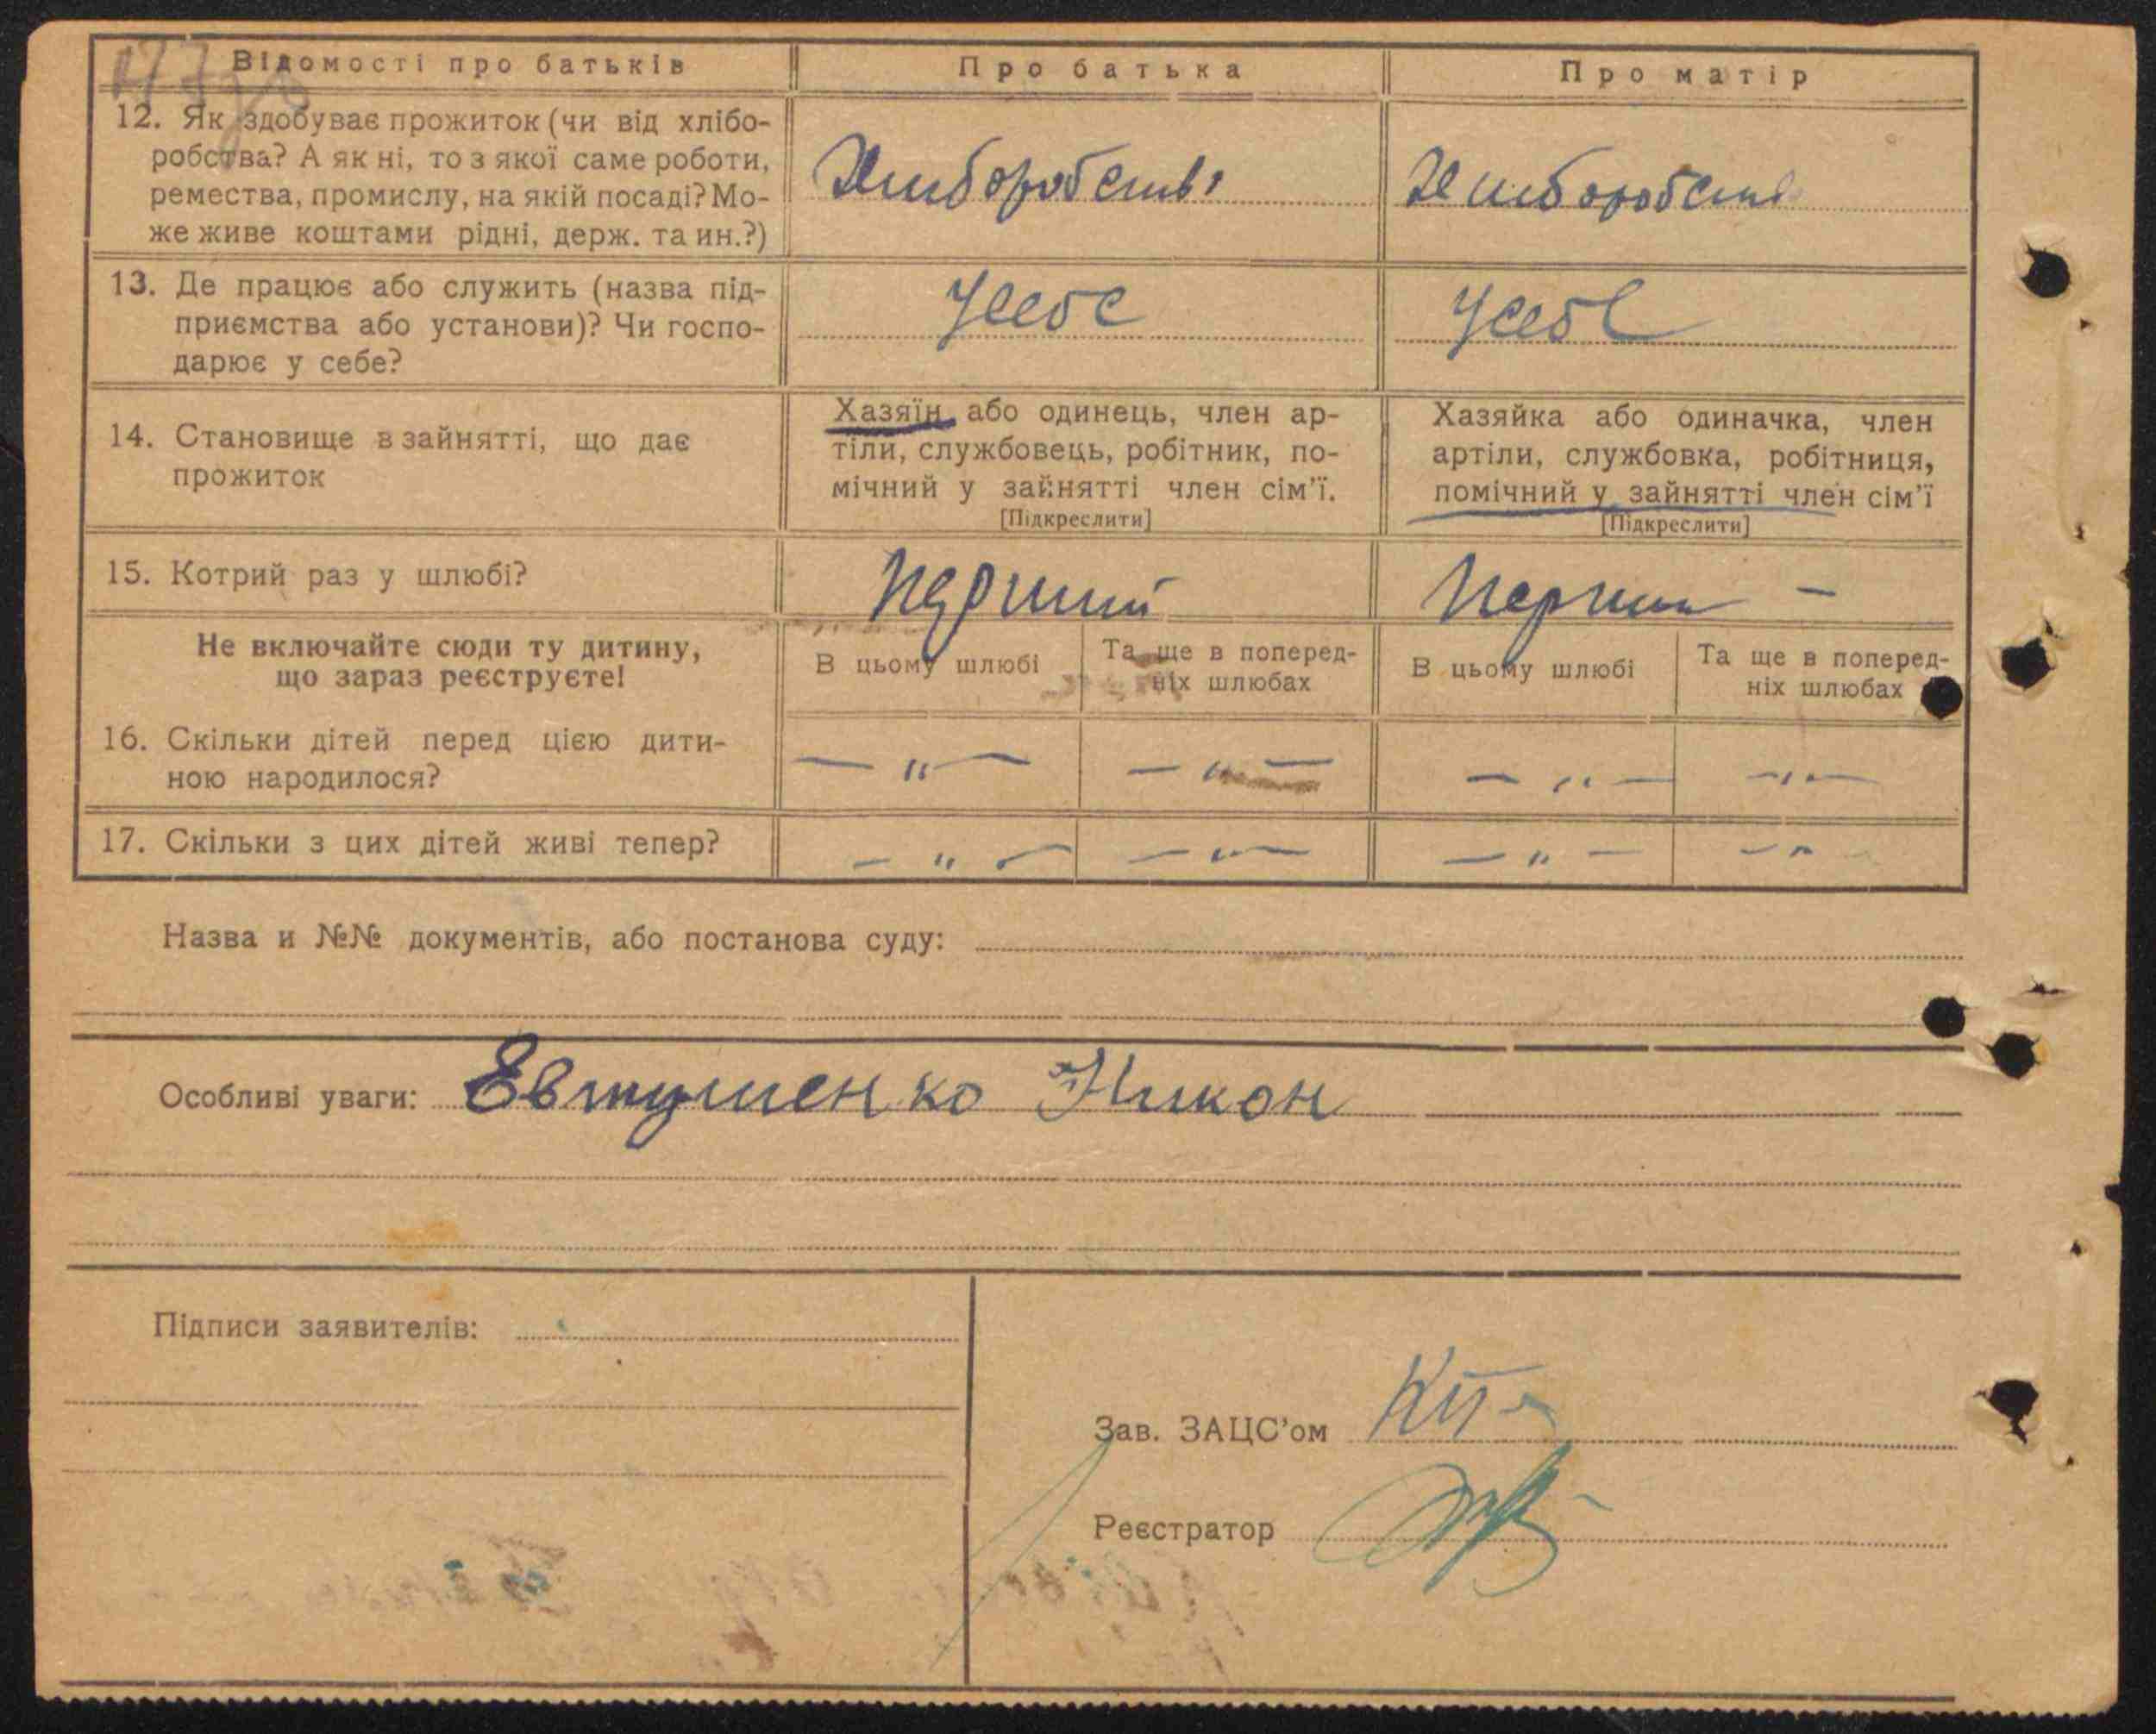 Відомості про батьків
Про батька
Про матір
12. Як здобуває прожиток (чи від хлібо-
робства? А як ні, то з якої саме роботи,
ремества, промислу, на якій посаді? Мо-
же живе коштами рідні, держ. та ин.?)
Хлиборобства
Хлиборобства
13. Де працює або служить (назва під-
приємства або установи)? Чи госпо-
дарює у себе?
У себе
У себе
14. Становище в зайнятті, що дає
прожиток
Хазяїн або одинець, член ар-
тіли, службовець, робітник, по-
мічний у зайнятті член сім'ї.
[Підкреслити]
Хазяйка або одиначка, член
артіли, службовка, робітниця,
помічний у зайнятті член сім'ї
[Підкреслити]
15. Котрий раз у шлюбі?
Перший
Перший –
Не включайте сюди ту дитину,
що зараз реєструєте!
В цьому шлюбі
Та ще в поперед-
ніх шлюбах
В цьому шлюбі
Та ще в поперед-
ніх шлюбах
16. Скільки дітей перед цією дити-
ною народилося?
— " —
— " —
— " —
— " —
17. Скільки з цих дітей живі тепер?
— " —
— " —
— " —
— " —
Назва и №№ документів, або постанова суду:
Особливі уваги: Евтушенко Никон
Підписи заявителів:
Зав. ЗАЦС'ом
Реєстратор